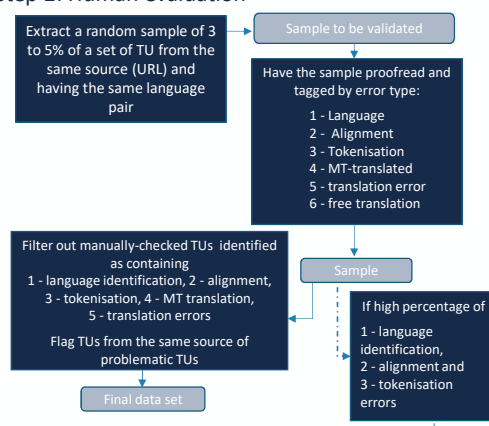 Step 2: Human evaluation
Extract a random sample of 3
to 5% of a set of TU from the
same source (URL) and
having the same language
pair
Sample to be validated
Have the sample proofread and
tagged by error type:
1 - Language
2 - Alignment
3 - Tokenisation
4 - MT-translated
5 - translation error
6 - free translation
Filter out manually-checked TUs identified
as containing
1 - language identification, 2 - alignment,
3 - tokenisation, 4 - MT translation,
5 - translation errors
Flag TUs from the same source of
problematic TUs
Sample
If high percentage of
1 - language
identification,
2 - alignment and
3 - tokenisation
errors
Final data set